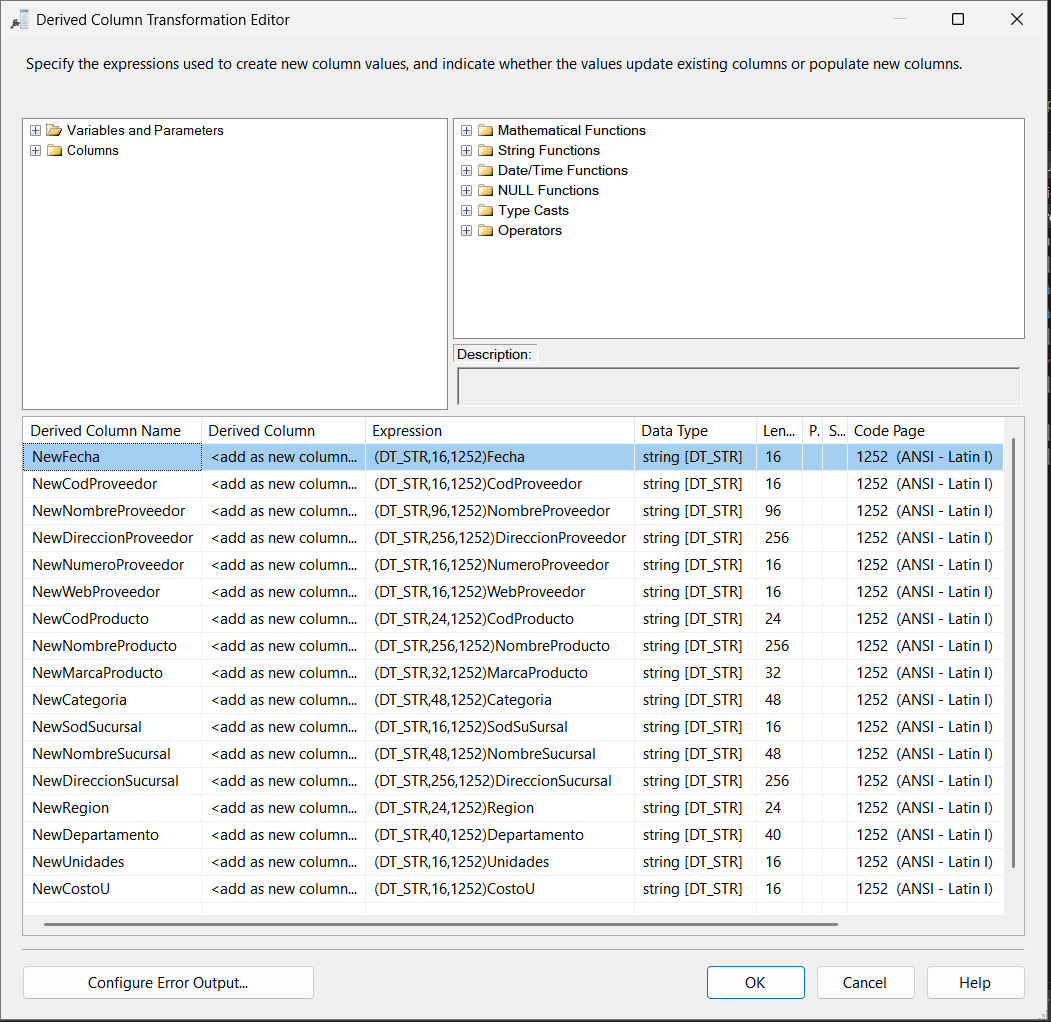 Derived Column Transformation Editor
Specify the expressions used to create new column values, and indicate whether the values update existing columns or populate new columns.
Variables and Parameters
Columns
Mathematical Functions
String Functions
Date/Time Functions
NULL Functions
Type Casts
Operators
Description:
Derived Column Name Derived Column Expression Data Type Len... P. S... Code Page
NewFecha <add as new column... (DT_STR,16,1252)Fecha string [DT_STR] 16 1252 (ANSI - Latin I)
NewCodProveedor <add as new column... (DT_STR,16,1252)CodProveedor string [DT_STR] 16 1252 (ANSI - Latin I)
NewNombreProveedor <add as new column... (DT_STR,96,1252)NombreProveedor string [DT_STR] 96 1252 (ANSI - Latin I)
NewDireccionProveedor <add as new column... (DT_STR,256,1252)DireccionProveedor string [DT_STR] 256 1252 (ANSI - Latin I)
NewNumeroProveedor <add as new column... (DT_STR,16,1252)NumeroProveedor string [DT_STR] 16 1252 (ANSI - Latin I)
NewWebProveedor <add as new column... (DT_STR,16,1252)WebProveedor string [DT_STR] 16 1252 (ANSI - Latin I)
NewCodProducto <add as new column... (DT_STR,24,1252)CodProducto string [DT_STR] 24 1252 (ANSI - Latin I)
NewNombreProducto <add as new column... (DT_STR,256,1252)NombreProducto string [DT_STR] 256 1252 (ANSI - Latin I)
NewMarcaProducto <add as new column... (DT_STR,32,1252)MarcaProducto string [DT_STR] 32 1252 (ANSI - Latin I)
NewCategoria <add as new column... (DT_STR,48,1252)Categoria string [DT_STR] 48 1252 (ANSI - Latin I)
NewSodSucursal <add as new column... (DT_STR,16,1252)SodSuSursal string [DT_STR] 16 1252 (ANSI - Latin I)
NewNombreSucursal <add as new column... (DT_STR,48,1252)NombreSucursal string [DT_STR] 48 1252 (ANSI - Latin I)
NewDireccionSucursal <add as new column... (DT_STR,256,1252)DireccionSucursal string [DT_STR] 256 1252 (ANSI - Latin I)
NewRegion <add as new column... (DT_STR,24,1252)Region string [DT_STR] 24 1252 (ANSI - Latin I)
NewDepartamento <add as new column... (DT_STR,40,1252)Departamento string [DT_STR] 40 1252 (ANSI - Latin I)
NewUnidades <add as new column... (DT_STR,16,1252)Unidades string [DT_STR] 16 1252 (ANSI - Latin I)
NewCostoU <add as new column... (DT_STR,16,1252)CostoU string [DT_STR] 16 1252 (ANSI - Latin I)
Configure Error Output... OK Cancel Help